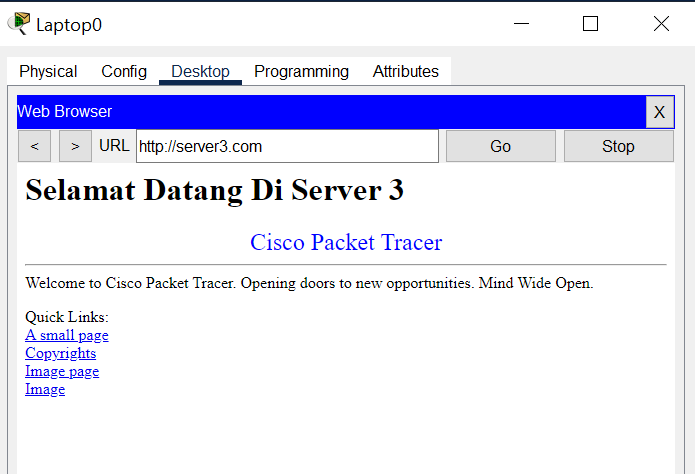 Laptop0
Physical Config Desktop Programming Attributes
Web Browser X
< > URL http://server3.com Go Stop
Selamat Datang Di Server 3
Cisco Packet Tracer
Welcome to Cisco Packet Tracer. Opening doors to new opportunities. Mind Wide Open.
Quick Links:
A small page
Copyrights
Image page
Image